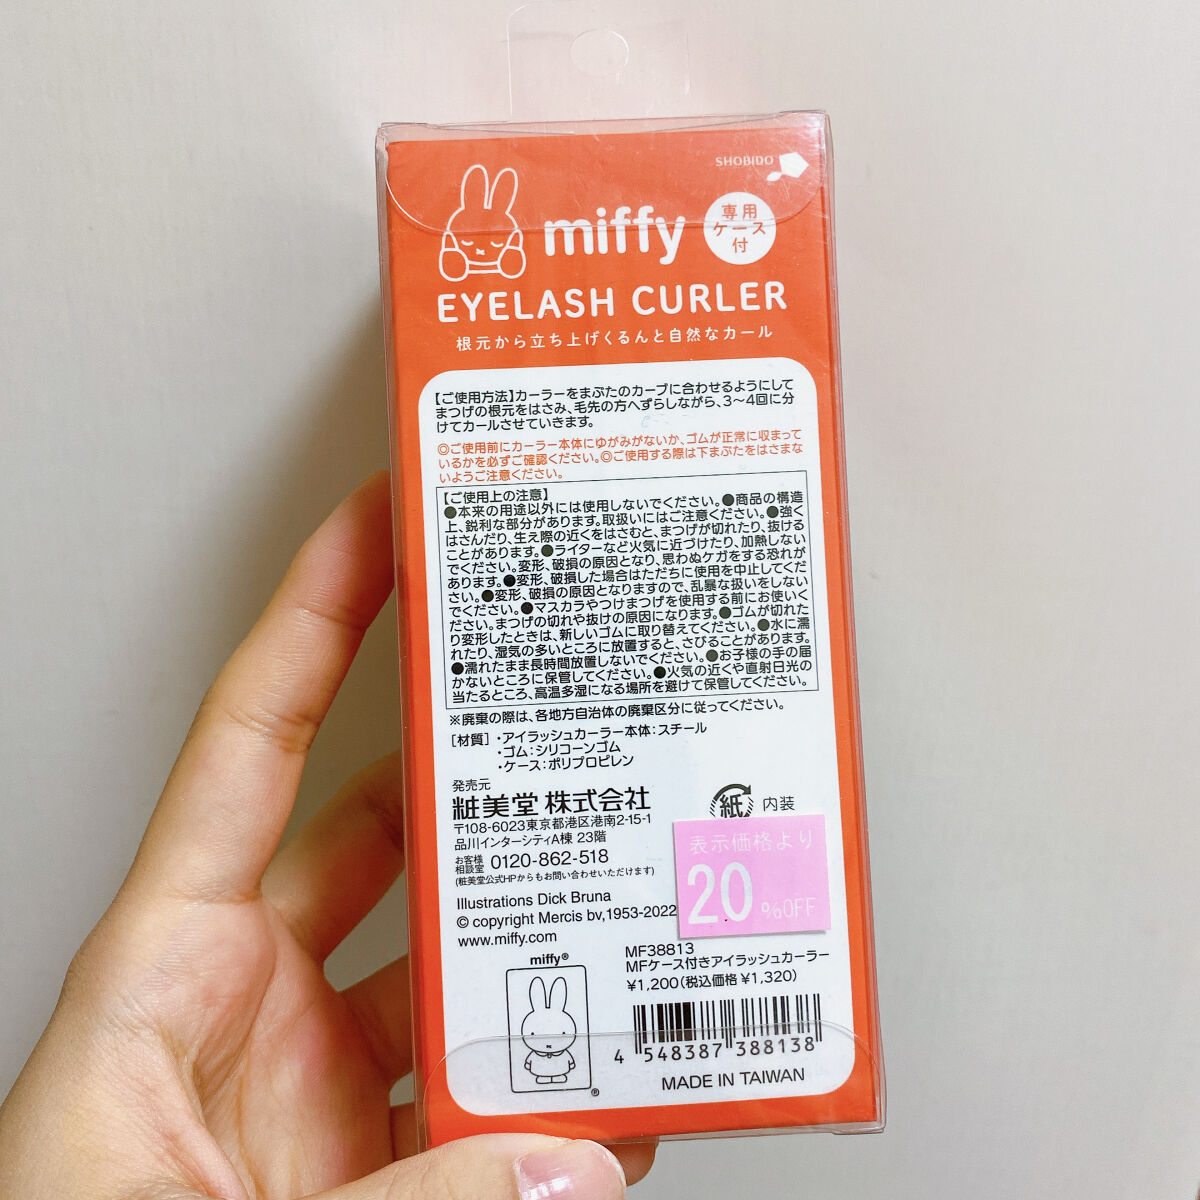 SHOBIDO
miffy
専用
ケース
付
EYELASH CURLER
根元から立ち上げくるんと自然なカール
【ご使用方法】カーラーをまぶたのカーブに合わせるようにして
まつげの根元をはさみ、毛先の方へずらしながら、3〜4回に分
けてカールさせていきます。
◎ご使用前にカーラー本体にゆがみがないか、ゴムが正常に収まって
いるかを必ずご確認ください。◎ご使用する際は下まぶたをはさまな
いようご注意ください。
【ご使用上の注意】
●本来の用途以外には使用しないでください。●商品の構造
上、鋭利な部分があります。取扱いにはご注意ください。●強く
はさんだり、生え際の近くをはさむと、まつげが切れたり、抜ける
ことがあります。●ライターなど火気に近づけたり、加熱しない
でください。変形、破損の原因となり、思わぬケガをする恐れが
あります。●変形、破損した場合はただちに使用を中止してくだ
さい。●変形、破損の原因となりますので、乱暴な扱いをしない
でください。●マスカラやつけまつげを使用する前にお使いく
ださい。まつげの切れや抜けの原因になります。●ゴムが切れた
り変形したときは、新しいゴムに取り替えてください。●水に濡
れたり、湿気の多いところに放置すると、さびることがあります。
●濡れたまま長時間放置しないでください。●お子様の手の届
かないところに保管してください。●火気の近くや直射日光の
当たるところ、高温多湿になる場所を避けて保管してください。
※廃棄の際は、各地方自治体の廃棄区分に従ってください。
[材質]・アイラッシュカーラー本体：スチール
・ゴム：シリコーンゴム
・ケース：ポリプロピレン
発売元
粧美堂 株式会社
〒108-6023東京都港区港南2-15-1
品川インターシティA棟 23階
お客様
相談室 0120-862-518
(粧美堂公式HPからもお問い合わせいただけます)
紙 内装
表示価格より
20%OFF
Illustrations Dick Bruna
© copyright Mercis bv,1953-2022
www.miffy.com
miffy®
®
MF38813
MFケース付きアイラッシュカーラー
¥1,200(税込価格 ¥1,320)
4 548387 388138
MADE IN TAIWAN